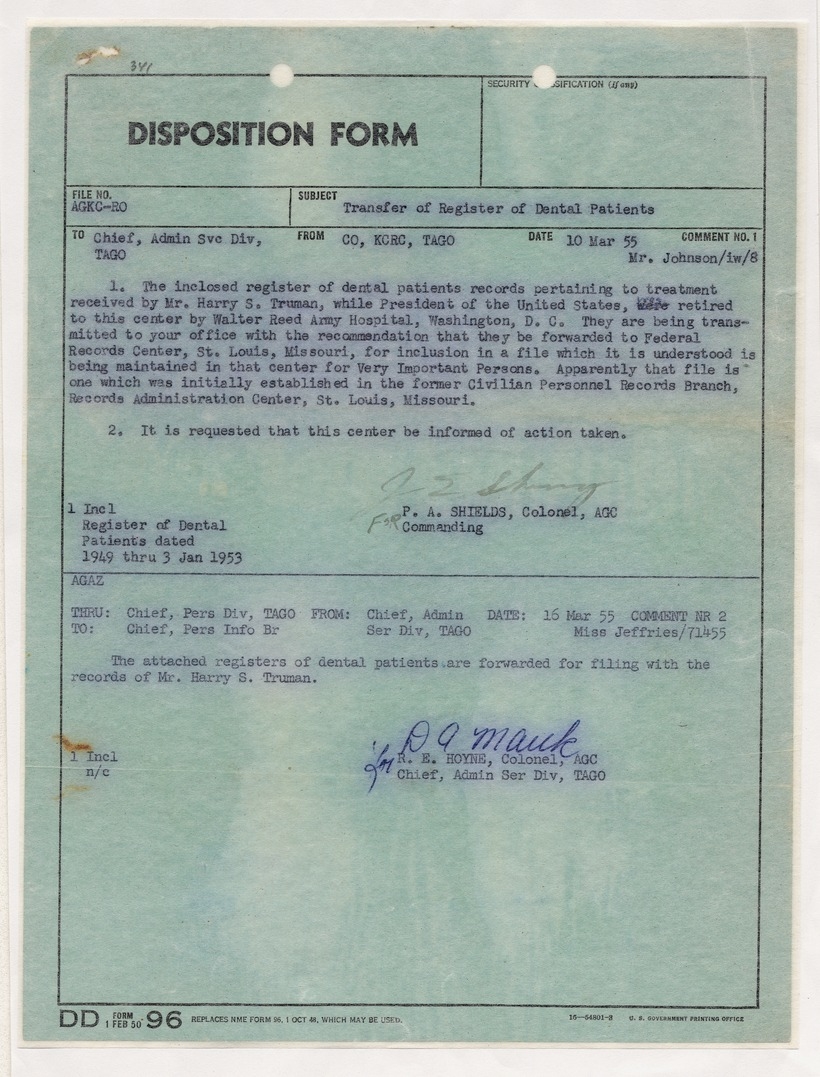 341
SECURITY SIFICATION (if any)
DISPOSITION FORM
FILE NO. SUBJECT
AGKC-RO Transfer of Register of Dental Patients
TO Chief, Admin Svc Div, FROM CO, KCRC, TAGO DATE 10 Mar 55 COMMENT NO. 1
TAGO Mr. Johnson/iw/8
1. The inclosed register of dental patients records pertaining to treatment
received by Mr. Harry S. Truman, while President of the United States, were retired
to this center by Walter Reed Army Hospital, Washington, D. C. They are being trans-
mitted to your office with the recommendation that they be forwarded to Federal
Records Center, St. Louis, Missouri, for inclusion in a file which it is understood is
being maintained in that center for Very Important Persons. Apparently that file is
one which was initially established in the former Civilian Personnel Records Branch,
Records Administration Center, St. Louis, Missouri.
2. It is requested that this center be informed of action taken.
1 Incl P. A. SHIELDS, Colonel, AGC
Register of Dental FOR Commanding
Patients dated
1949 thru 3 Jan 1953
AGAZ
THRU: Chief, Pers Div, TAGO FROM: Chief, Admin DATE: 16 Mar 55 COMMENT NR 2
TO: Chief, Pers Info Br Ser Div, TAGO Miss Jeffries/71455
The attached registers of dental patients are forwarded for filing with the
records of Mr. Harry S. Truman.
D A Mauk
1 Incl for R. E. HOYNE, Colonel, AGC
n/c Chief, Admin Ser Div, TAGO
DD FORM 1 FEB 50 96 REPLACES NME FORM 96, 1 OCT 48, WHICH MAY BE USED. 16—54801-3 U. S. GOVERNMENT PRINTING OFFICE